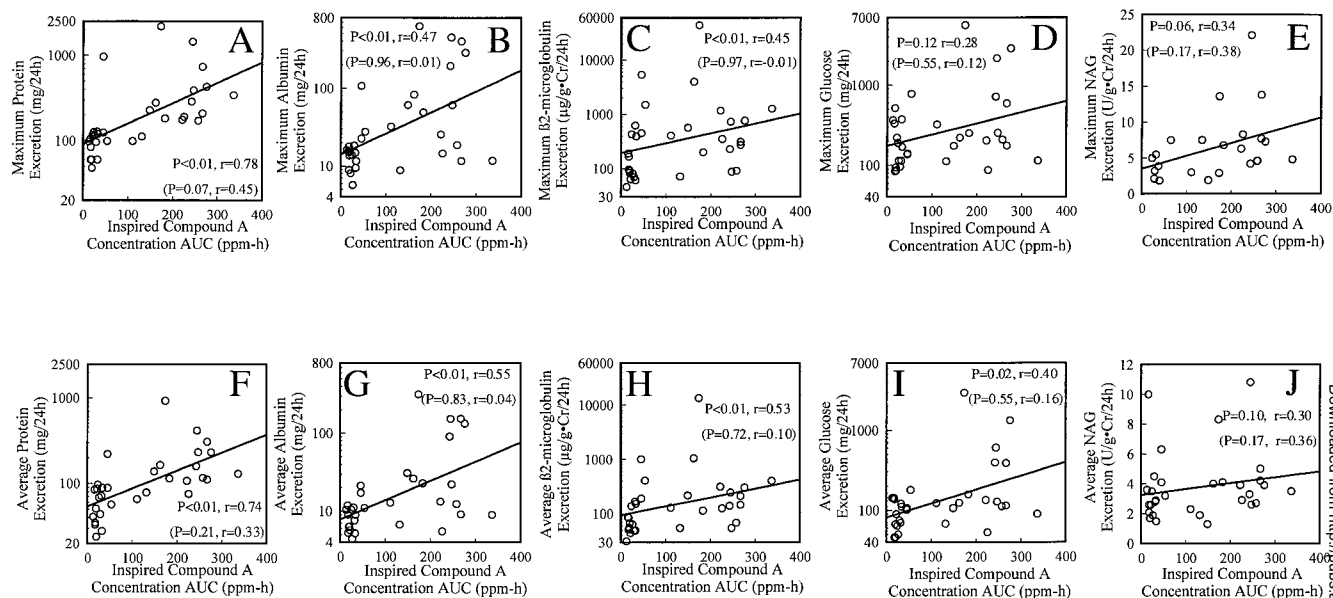 A
Maximum Protein
Excretion (mg/24h)
2500
1000
100
20
P<0.01, r=0.78
(P=0.07, r=0.45)
0 100 200 300 400
Inspired Compound A
Concentration AUC (ppm-h)
B
Maximum Albumin
Excretion (mg/24h)
800
100
10
4
P<0.01, r=0.47
(P=0.96, r=0.01)
0 100 200 300 400
Inspired Compound A
Concentration AUC (ppm-h)
C
Maximum ß2-microglobulin
Excretion (µg/g•Cr/24h)
60000
10000
1000
100
30
P<0.01, r=0.45
(P=0.97, r=-0.01)
0 100 200 300 400
Inspired Compound A
Concentration AUC (ppm-h)
D
Maximum Glucose
Excretion (mg/24h)
7000
1000
100
40
P=0.12 r=0.28
(P=0.55, r=0.12)
0 100 200 300 400
Inspired Compound A
Concentration AUC (ppm-h)
E
Maximum NAG
Excretion (U/g•Cr/24h)
25
20
15
10
5
0
P=0.06, r=0.34
(P=0.17, r=0.38)
0 100 200 300 400
Inspired Compound A
Concentration AUC (ppm-h)
F
Average Protein
Excretion (mg/24h)
2500
1000
100
20
P<0.01, r=0.74
(P=0.21, r=0.33)
0 100 200 300 400
Inspired Compound A
Concentration AUC (ppm-h)
G
Average Albumin
Excretion (mg/24h)
800
100
10
4
P<0.01, r=0.55
(P=0.83, r=0.04)
0 100 200 300 400
Inspired Compound A
Concentration AUC (ppm-h)
H
Average ß2-microglobulin
Excretion (µg/g•Cr/24h)
60000
10000
1000
100
30
P<0.01, r=0.53
(P=0.72, r=0.10)
0 100 200 300 400
Inspired Compound A
Concentration AUC (ppm-h)
I
Average Glucose
Excretion (mg/24h)
7000
1000
100
40
P=0.02, r=0.40
(P=0.55, r=0.16)
0 100 200 300 400
Inspired Compound A
Concentration AUC (ppm-h)
J
Average NAG
Excretion (U/g•Cr/24h)
12
10
8
6
4
2
0
P=0.10, r=0.30
(P=0.17, r=0.36)
0 100 200 300 400
Inspired Compound A
Concentration AUC (ppm-h)